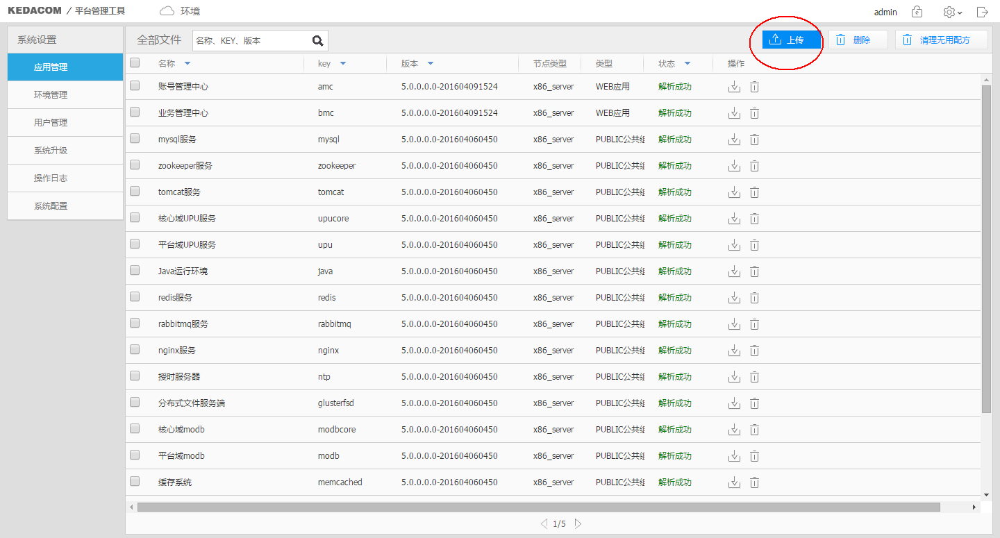 KEDACOM / 平台管理工具 环境 admin
系统设置
应用管理
环境管理
用户管理
系统升级
操作日志
系统配置
全部文件 名称、KEY、版本 上传 删除 清理无用配方
名称 key 版本 节点类型 类型 状态 操作
账号管理中心 amc 5.0.0.0.0-201604091524 x86_server WEB应用 解析成功
业务管理中心 bmc 5.0.0.0.0-201604091524 x86_server WEB应用 解析成功
mysql服务 mysql 5.0.0.0.0-201604060450 x86_server PUBLIC公共 解析成功
zookeeper服务 zookeeper 5.0.0.0.0-201604060450 x86_server PUBLIC公共 解析成功
tomcat服务 tomcat 5.0.0.0.0-201604060450 x86_server PUBLIC公共 解析成功
核心域UPU服务 upucore 5.0.0.0.0-201604060450 x86_server PUBLIC公共 解析成功
平台域UPU服务 upu 5.0.0.0.0-201604060450 x86_server PUBLIC公共 解析成功
Java运行环境 java 5.0.0.0.0-201604060450 x86_server PUBLIC公共 解析成功
redis服务 redis 5.0.0.0.0-201604060450 x86_server PUBLIC公共 解析成功
rabbitmq服务 rabbitmq 5.0.0.0.0-201604060450 x86_server PUBLIC公共 解析成功
nginx服务 nginx 5.0.0.0.0-201604060450 x86_server PUBLIC公共 解析成功
授时服务器 ntp 5.0.0.0.0-201604060450 x86_server PUBLIC公共 解析成功
分布式文件服务端 glusterfsd 5.0.0.0.0-201604060450 x86_server PUBLIC公共 解析成功
核心域modb modbcore 5.0.0.0.0-201604060450 x86_server PUBLIC公共 解析成功
平台域modb modb 5.0.0.0.0-201604060450 x86_server PUBLIC公共 解析成功
缓存系统 memcached 5.0.0.0.0-201604060450 x86_server PUBLIC公共 解析成功
1/5